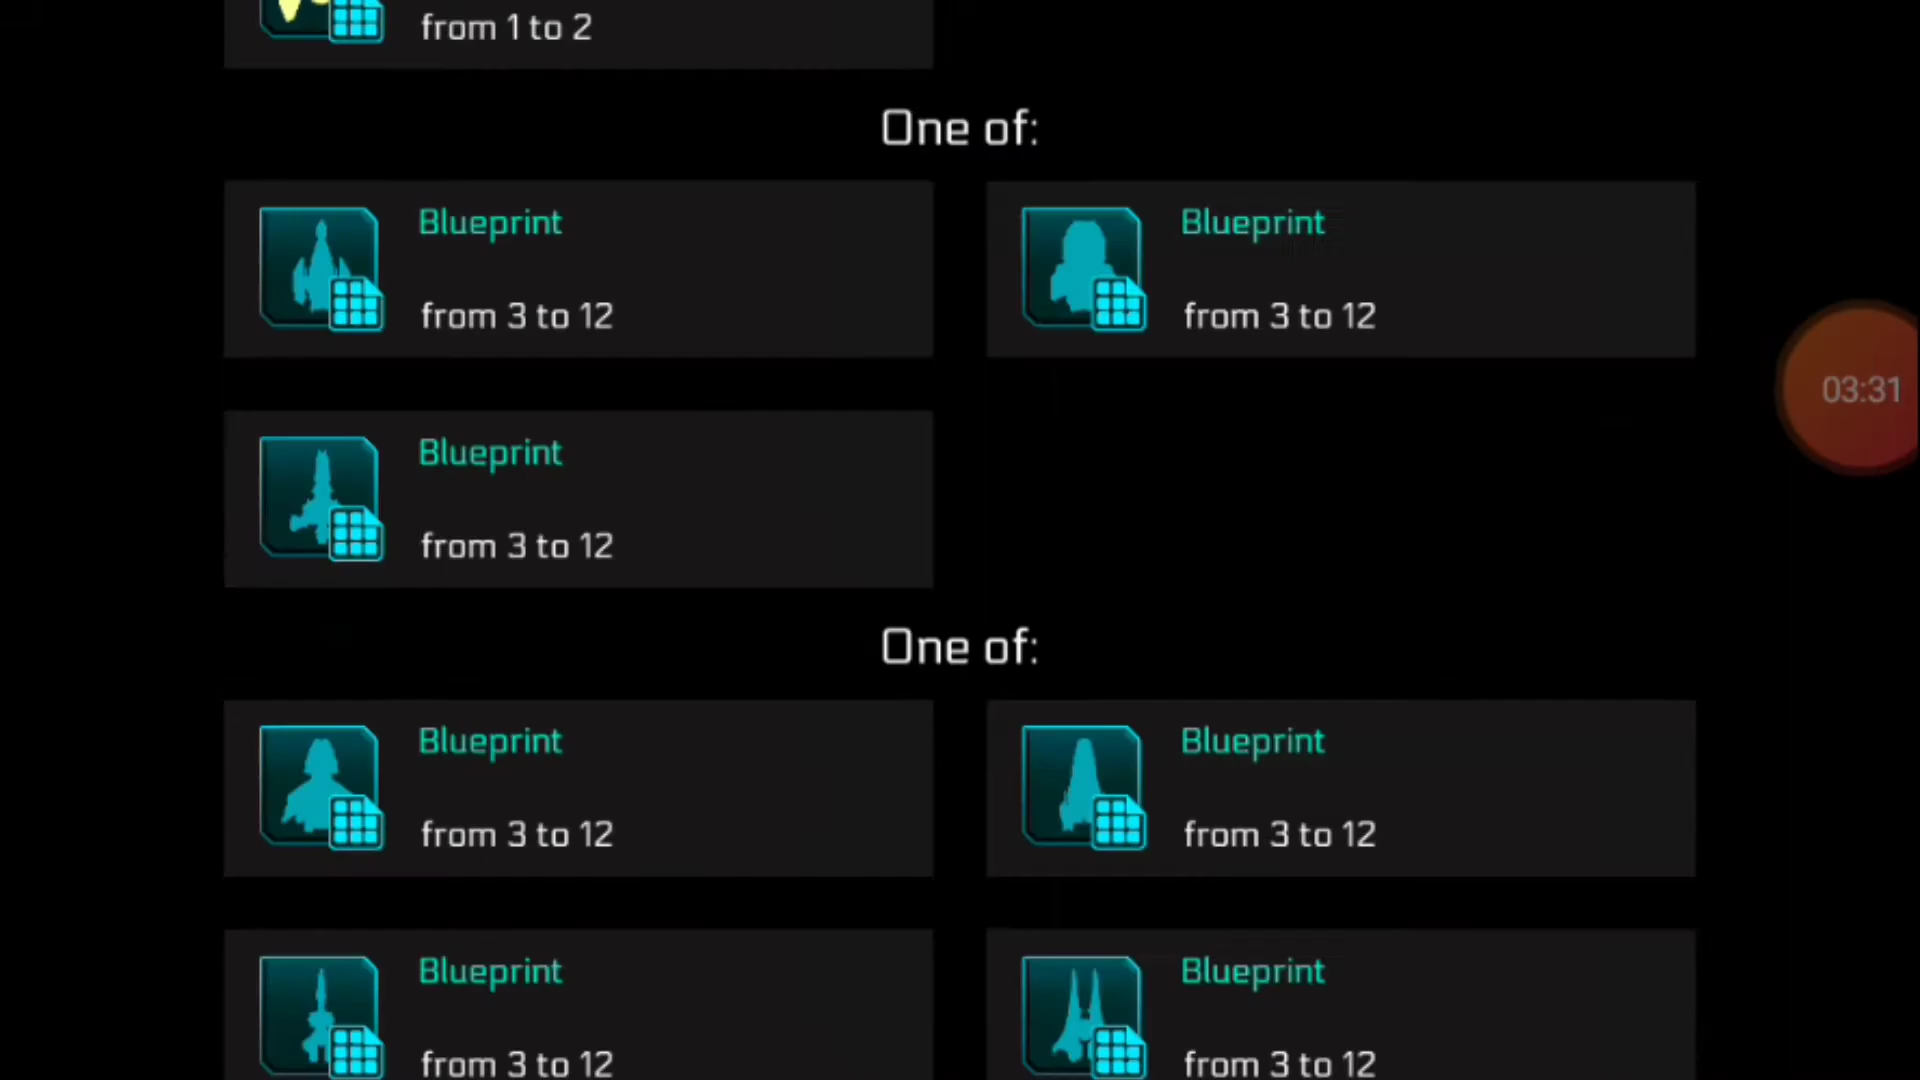 from 1 to 2
One of:
Blueprint
from 3 to 12
Blueprint
from 3 to 12
03:31
Blueprint
from 3 to 12
One of:
Blueprint
from 3 to 12
Blueprint
from 3 to 12
Blueprint
from 3 to 12
Blueprint
from 3 to 12